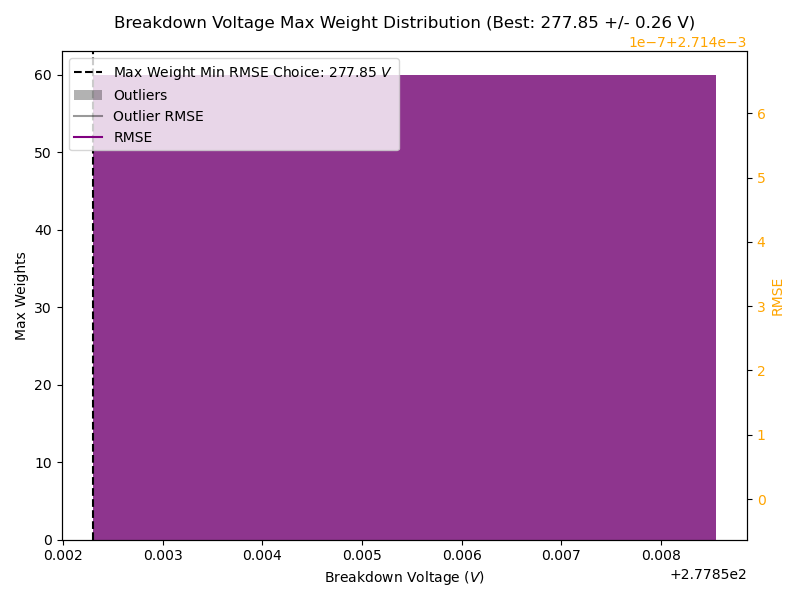 Breakdown Voltage Max Weight Distribution (Best: 277.85 +/- 0.26 V)
1e−7+2.714e−3
Max Weight Min RMSE Choice: 277.85 V
Outliers
Outlier RMSE
RMSE
60
50
40
30
20
10
0
Max Weights
6
5
4
3
2
1
0
RMSE
0.002 0.003 0.004 0.005 0.006 0.007 0.008
+2.7785e2
Breakdown Voltage (V)